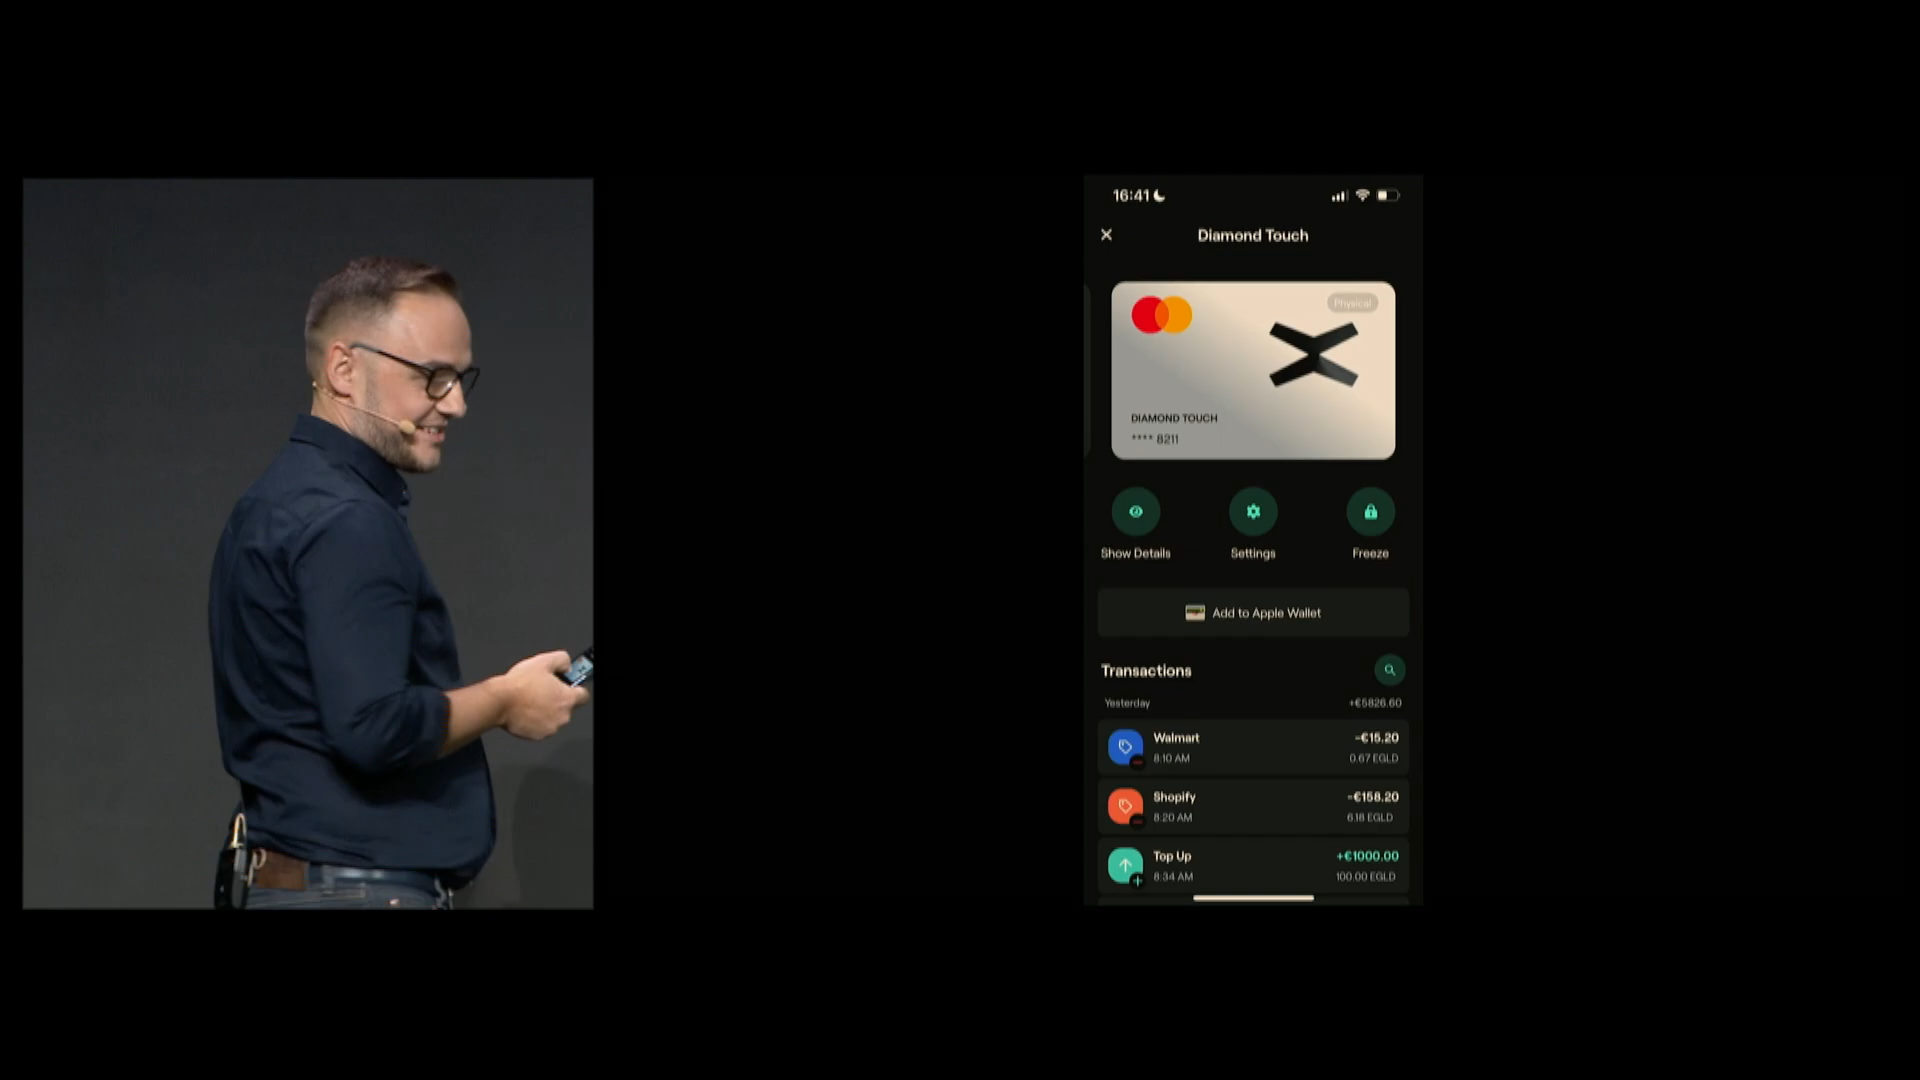 16:41
Diamond Touch
Physical
DIAMOND TOUCH
**** 8211
Show Details
Settings
Freeze
Add to Apple Wallet
Transactions
Yesterday
+€5826.60
Walmart
-€15.20
8:10 AM
0.67 EGLD
Shopify
-€158.20
8:20 AM
6.18 EGLD
Top Up
+€1000.00
8:34 AM
100.00 EGLD